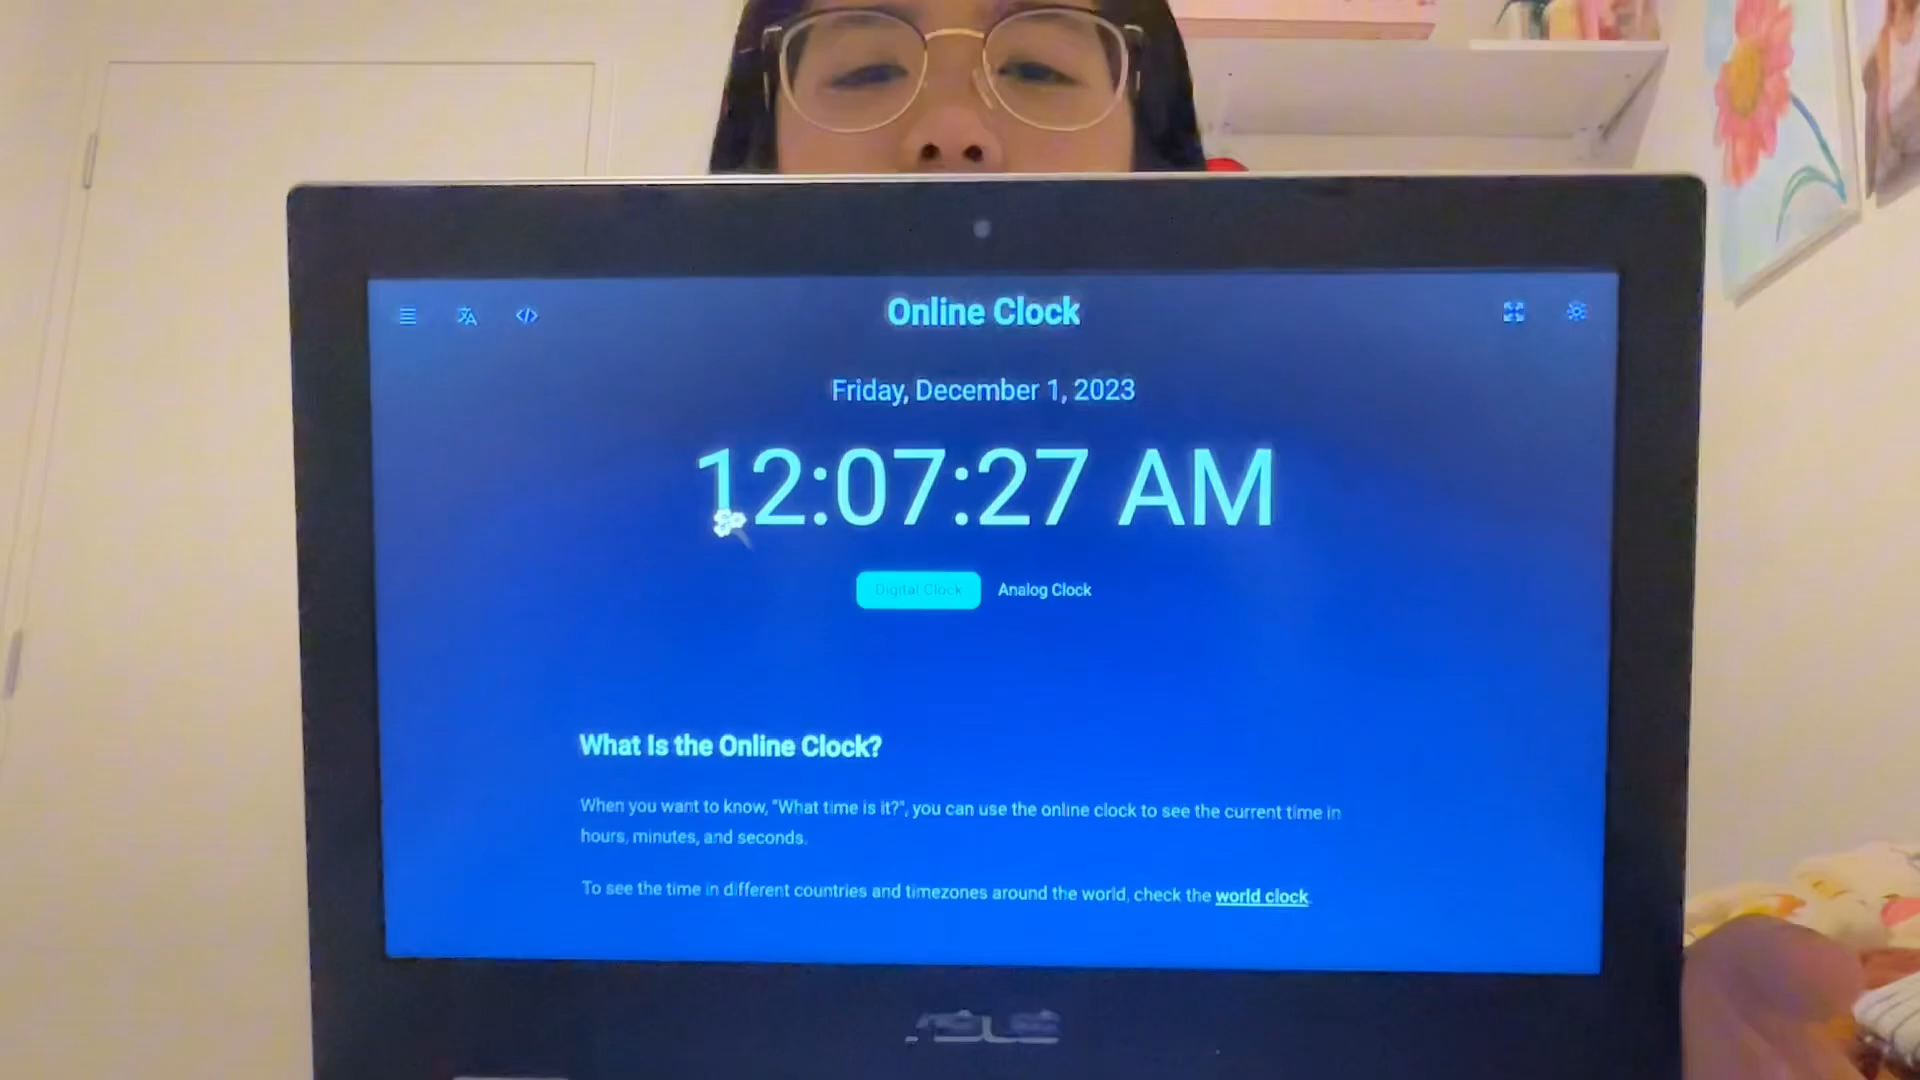 Online Clock
Friday, December 1, 2023
12:07:27 AM
Digital Clock Analog Clock
What Is the Online Clock?
When you want to know, "What time is it?", you can use the online clock to see the current time in
hours, minutes, and seconds.
To see the time in different countries and timezones around the world, check the world clock.
ASUS